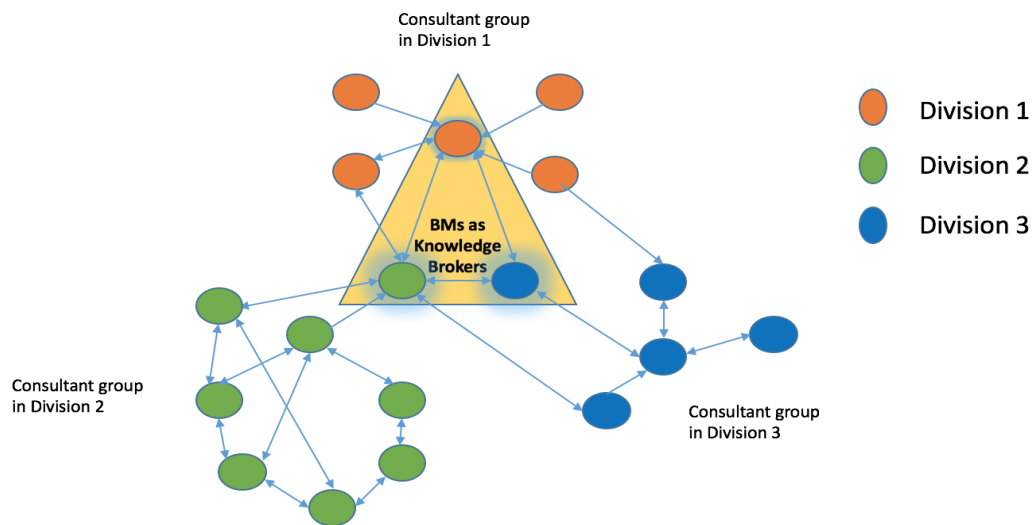 Consultant group
in Division 1
Division 1
Division 2
Division 3
BMs as
Knowledge
Brokers
Consultant group
in Division 2
Consultant group
in Division 3